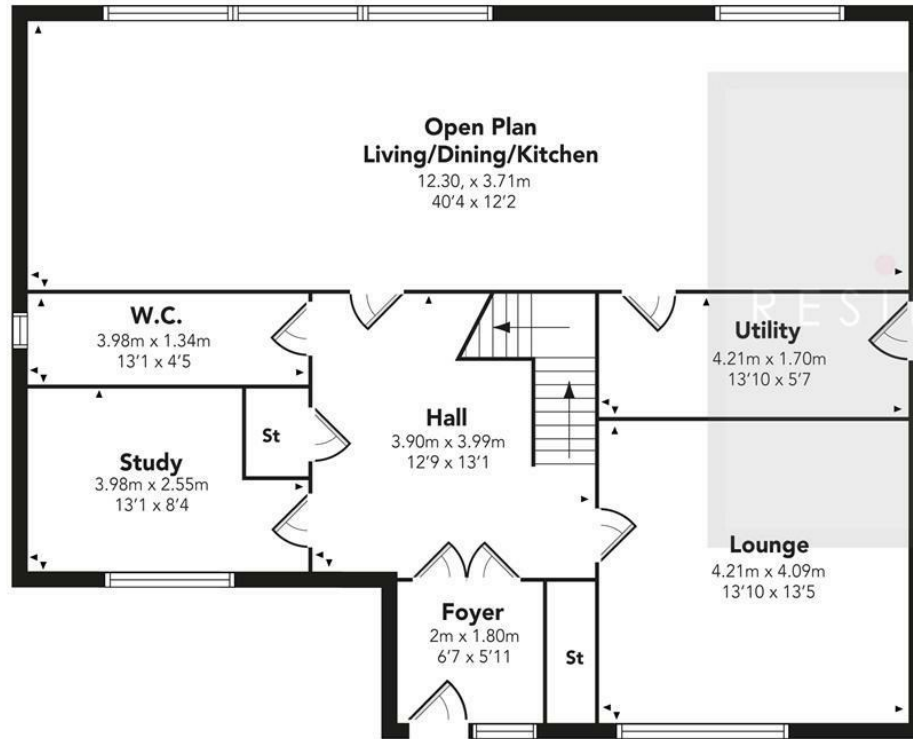 Open Plan
Living/Dining/Kitchen
12.30, x 3.71m
40'4 x 12'2
W.C.
3.98m x 1.34m
13'1 x 4'5
RESI
Utility
4.21m x 1.70m
13'10 x 5'7
St
Hall
3.90m x 3.99m
12'9 x 13'1
Study
3.98m x 2.55m
13'1 x 8'4
Lounge
4.21m x 4.09m
13'10 x 13'5
Foyer
2m x 1.80m
6'7 x 5'11
St